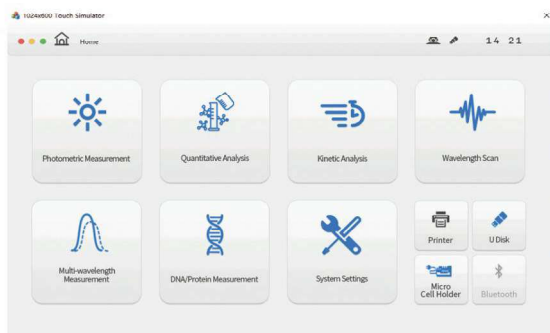 1024x600 Touch Simulator
Home
14 21
Photometric Measurement
Quantitative Analysis
Kinetic Analysis
Wavelength Scan
Multi-wavelength
Measurement
DNA/Protein Measurement
System Settings
Printer
U Disk
Micro
Cell Holder
Bluetooth